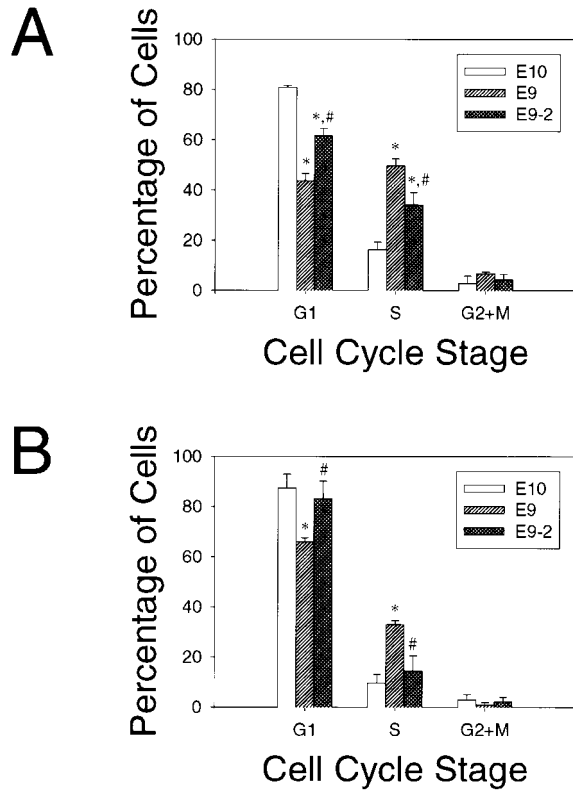 A
Percentage of Cells
100
80
60
40
20
0
E10
E9
E9-2
*
*,#
*
*,#
G1 S G2+M
Cell Cycle Stage
B
Percentage of Cells
100
80
60
40
20
0
E10
E9
E9-2
*
#
*
#
G1 S G2+M
Cell Cycle Stage